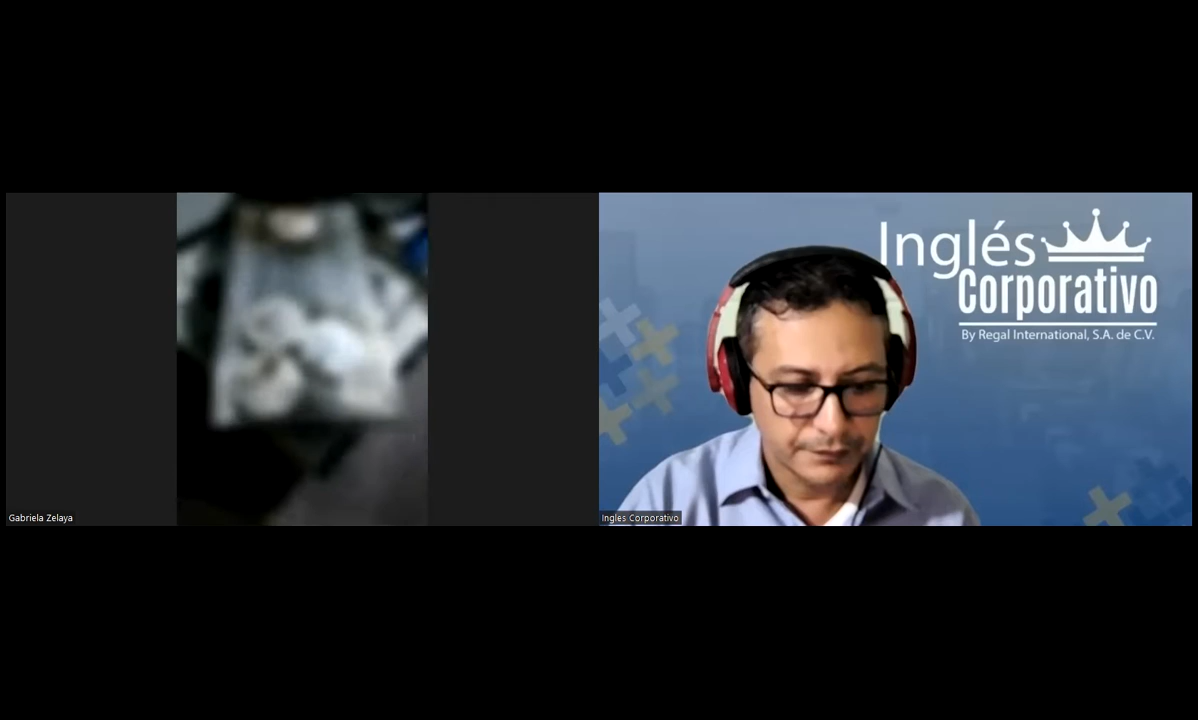 Inglés
Corporativo
By Regal International, S.A. de C.V.
Gabriela Zelaya
Ingles Corporativo